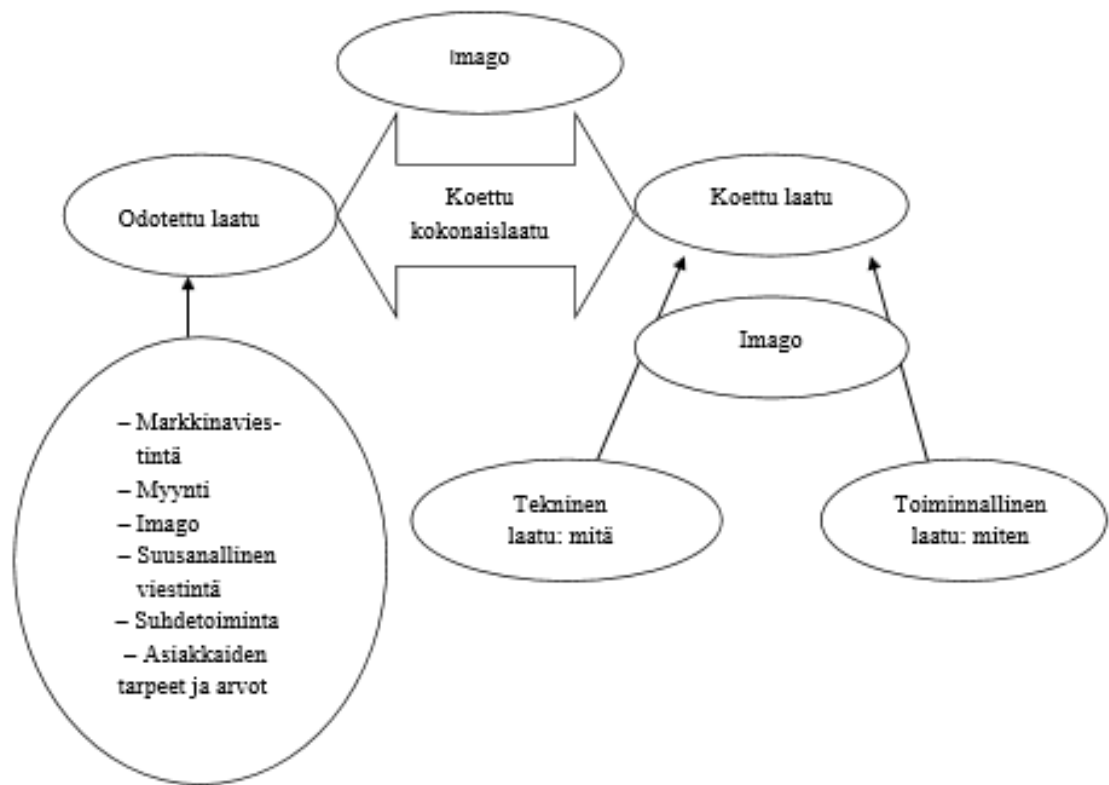 Imago
Odotettu laatu
Koettu
kokonaislaatu
Koettu laatu
Imago
– Markkinavies-
tintä
– Myynti
– Imago
– Suusanallinen
viestintä
– Suhdetoiminta
– Asiakkaiden
tarpeet ja arvot
Tekninen
laatu: mitä
Toiminnallinen
laatu: miten